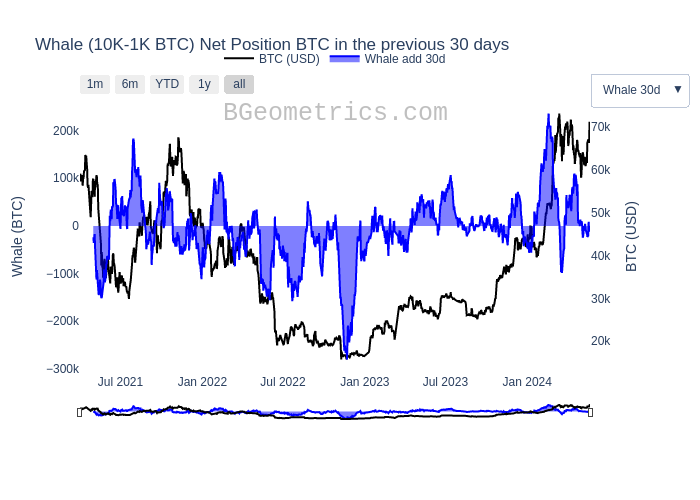 Whale (10K-1K BTC) Net Position BTC in the previous 30 days
BTC (USD) Whale add 30d
1m 6m YTD 1y all
Whale 30d ▼
BGeometrics.com
200k
100k
0
−100k
−200k
−300k
Whale (BTC)
70k
60k
50k
40k
30k
20k
BTC (USD)
Jul 2021 Jan 2022 Jul 2022 Jan 2023 Jul 2023 Jan 2024